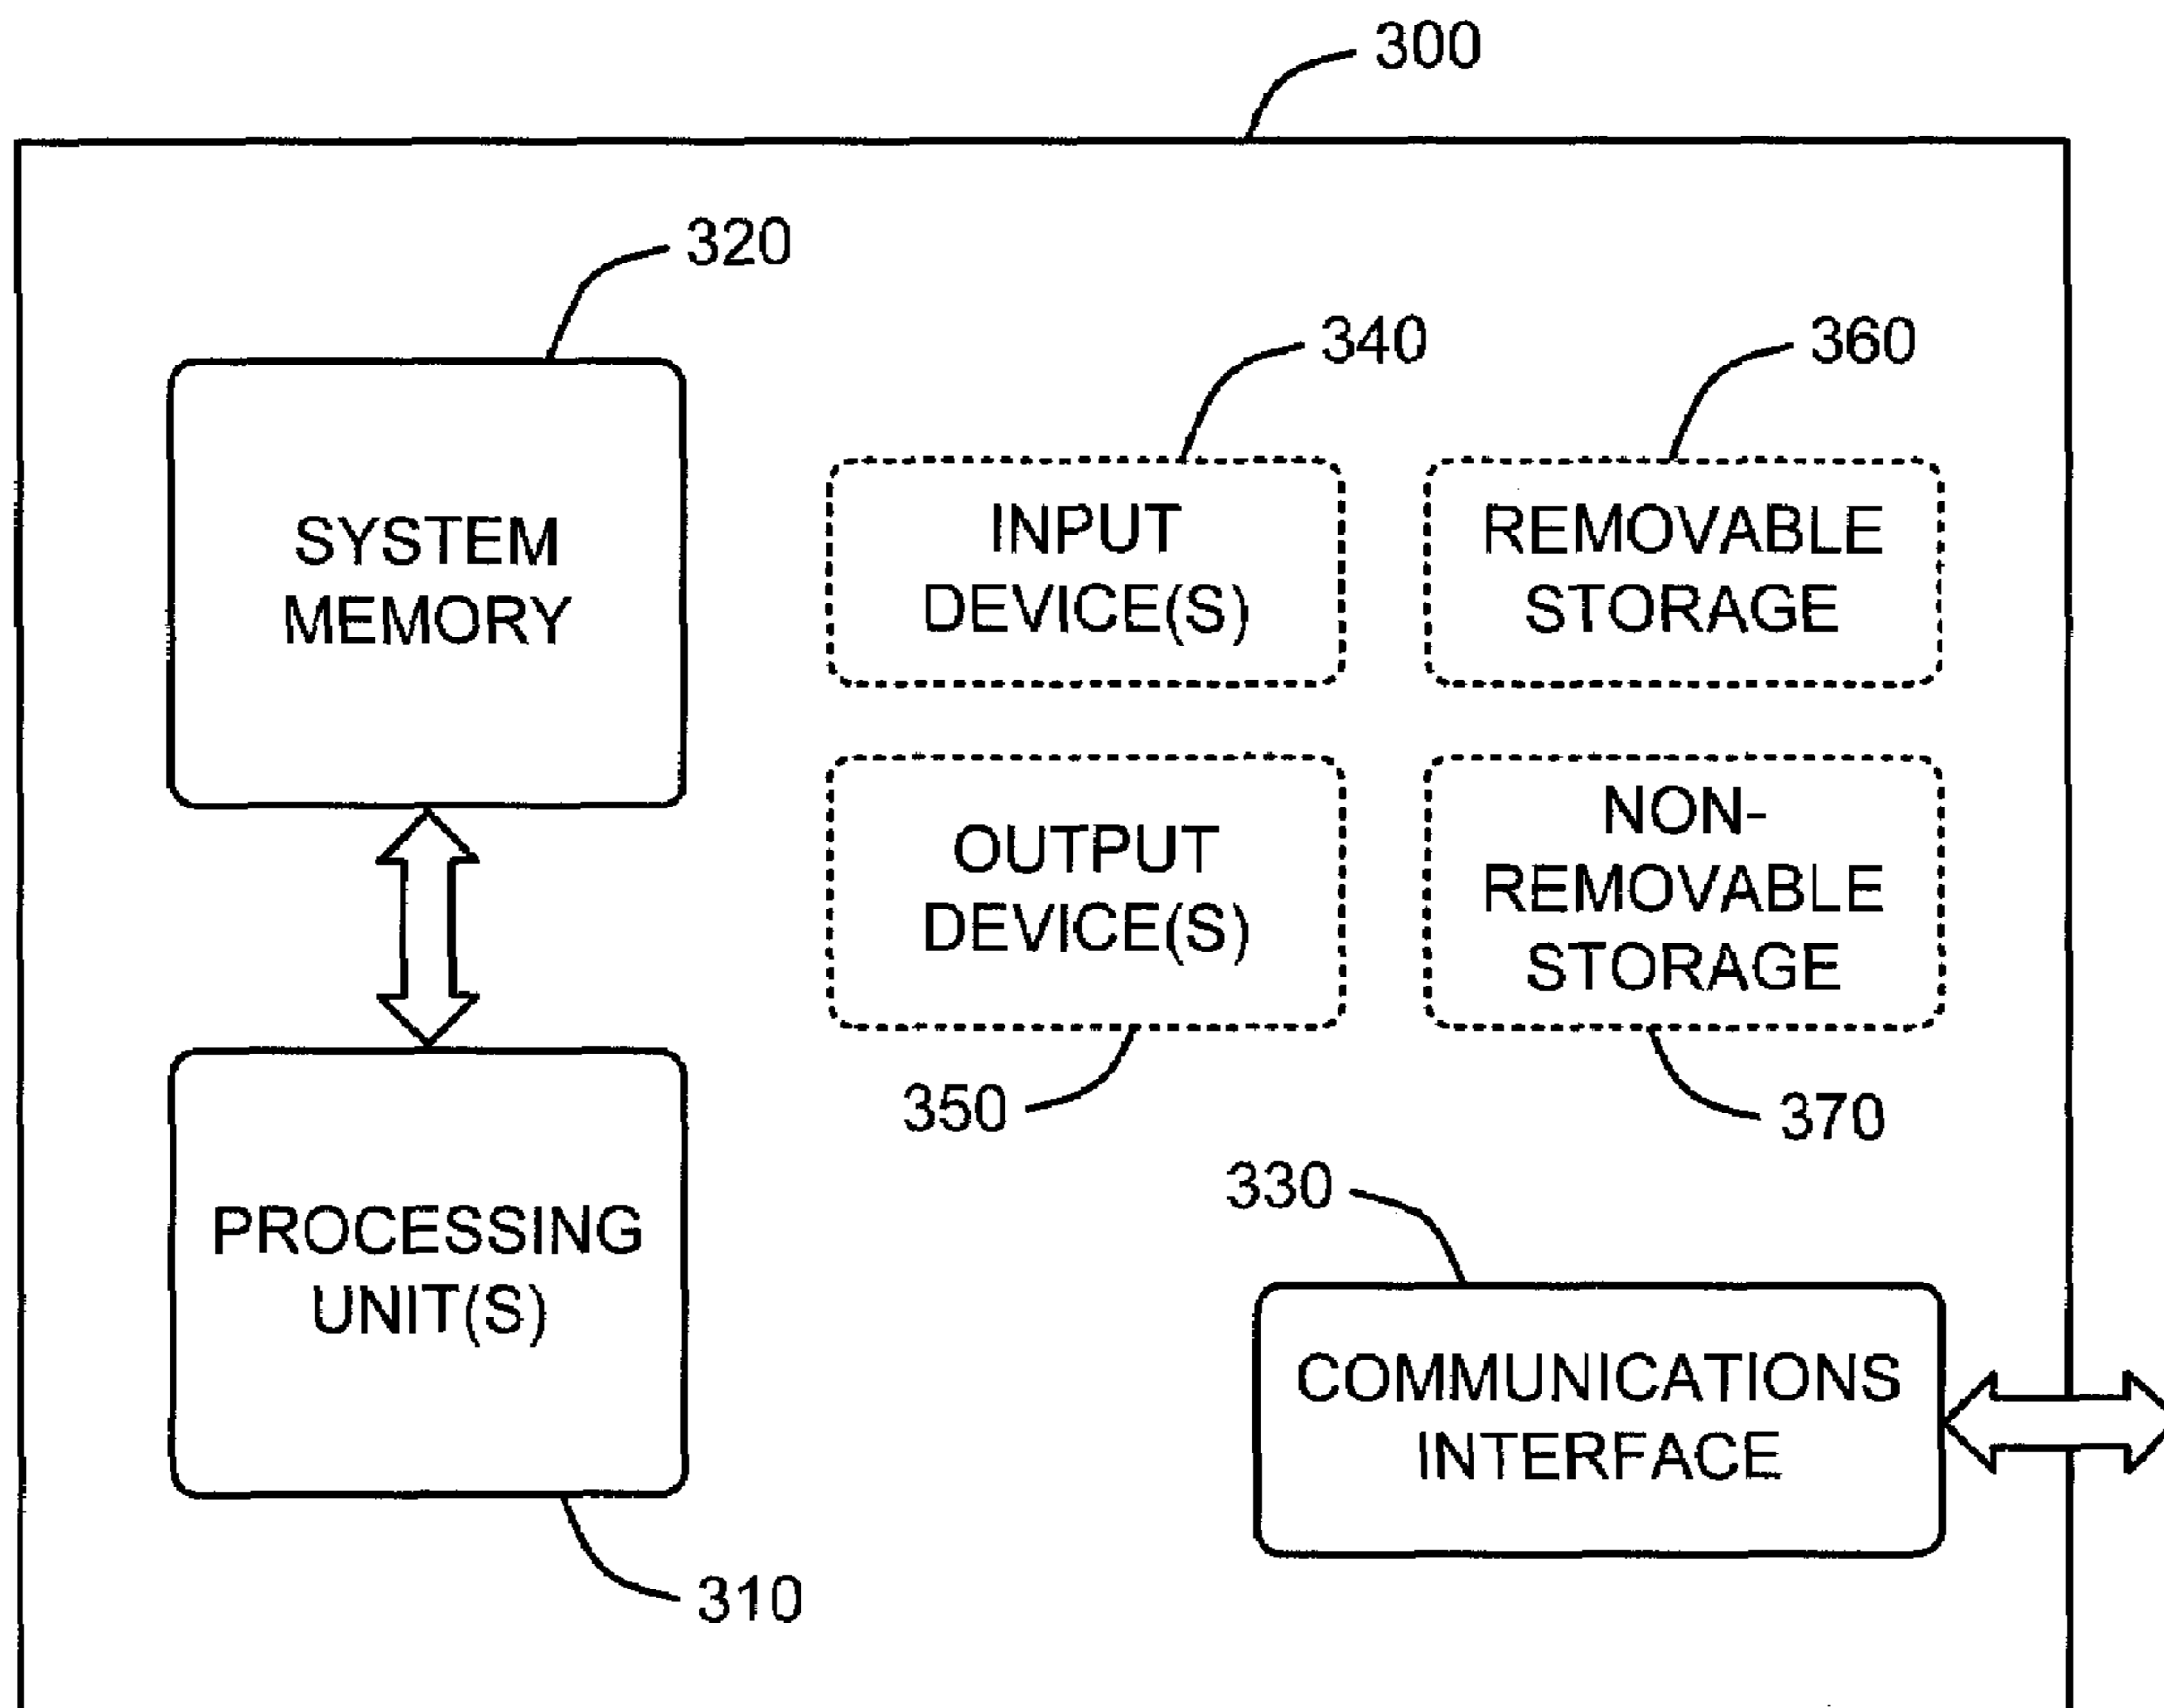 300
320
340
360
SYSTEM
MEMORY
INPUT
DEVICE(S)
REMOVABLE
STORAGE
OUTPUT
DEVICE(S)
NON-
REMOVABLE
STORAGE
350
370
330
PROCESSING
UNIT(S)
COMMUNICATIONS
INTERFACE
310